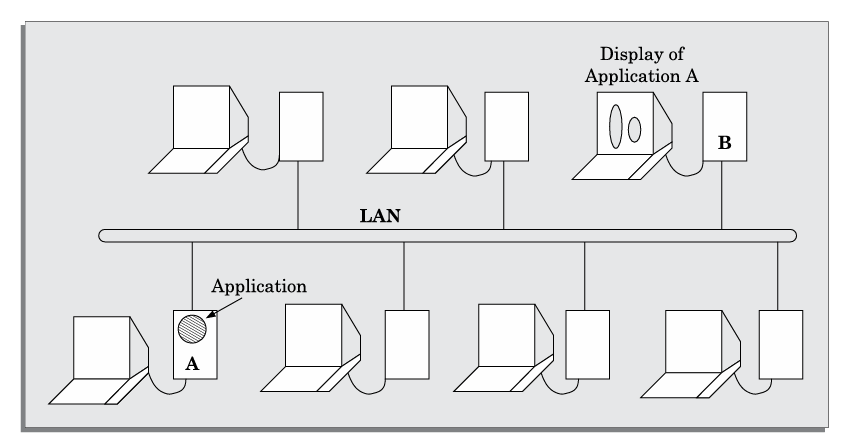 Display of
Application A
B
LAN
Application
A